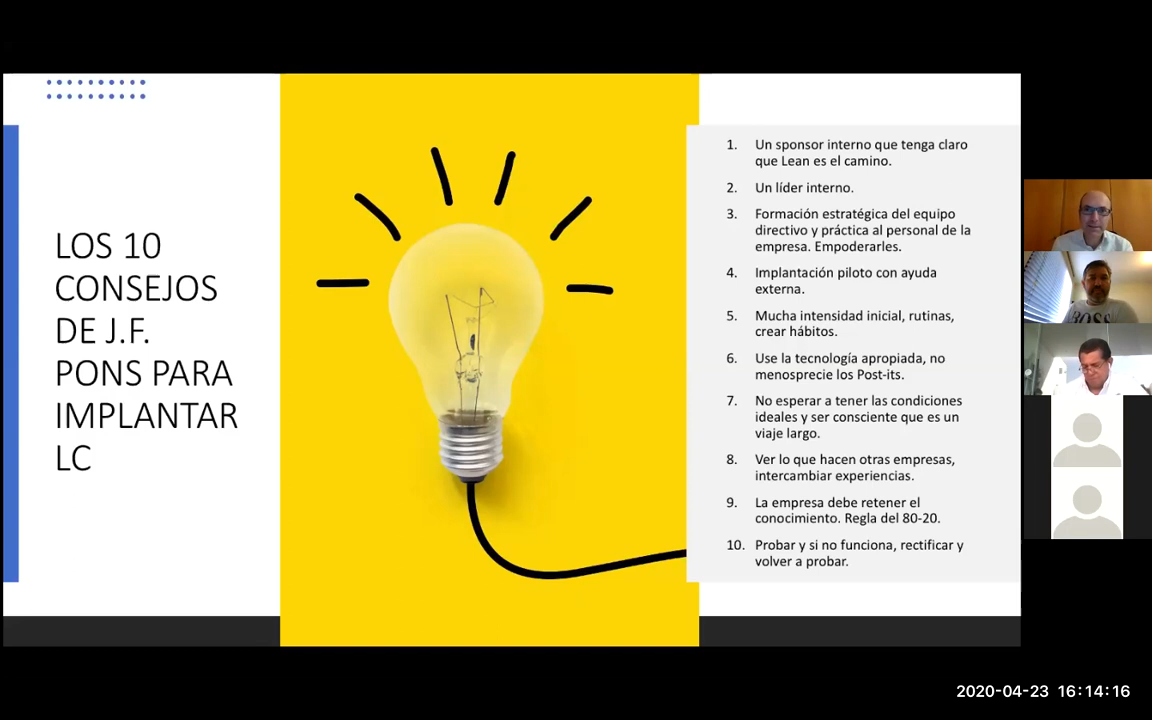 LOS 10
CONSEJOS
DE J.F.
PONS PARA
IMPLANTAR
LC
1. Un sponsor interno que tenga claro
que Lean es el camino.
2. Un líder interno.
3. Formación estratégica del equipo
directivo y práctica al personal de la
empresa. Empoderarles.
4. Implantación piloto con ayuda
externa.
5. Mucha intensidad inicial, rutinas,
crear hábitos.
6. Use la tecnología apropiada, no
menosprecie los Post-its.
7. No esperar a tener las condiciones
ideales y ser consciente que es un
viaje largo.
8. Ver lo que hacen otras empresas,
intercambiar experiencias.
9. La empresa debe retener el
conocimiento. Regla del 80-20.
10. Probar y si no funciona, rectificar y
volver a probar.
BOSS
2020-04-23 16:14:16